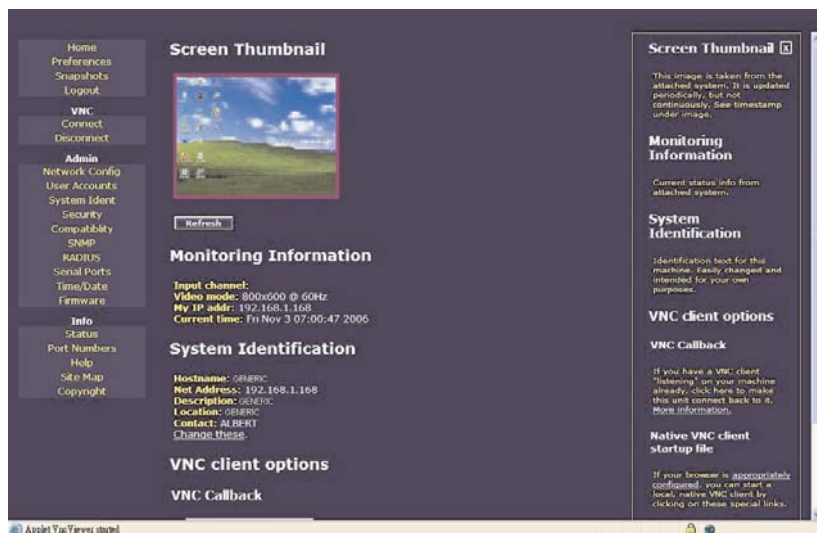 Home
Preferences
Snapshots
Logout
VNC
Connect
Disconnect
Admin
Network Config
User Accounts
System Ident
Security
Compatiblity
SNMP
RADIUS
Serial Ports
Time/Date
Firmware
Info
Status
Port Numbers
Help
Site Map
Copyright
Screen Thumbnail
Refresh
Monitoring Information
Input channel:
Video mode: 800x600 @ 60Hz
My IP addr: 192.168.1.168
Current time: Fri Nov 3 07:00:47 2006
System Identification
Hostname: GENERIC
Net Address: 192.168.1.168
Description: GENERIC
Location: GENERIC
Contact: ALBERT
Change these.
VNC client options
VNC Callback
Screen Thumbnail x
This image is taken from the
attached system. It is updated
periodically, but not
continuously. See timestamp
under image.
Monitoring
Information
Current status info from
attached system.
System
Identification
Identification text for this
machine. Easily changed and
intended for your own
purposes.
VNC client options
VNC Callback
If you have a VNC client
"listening" on your machine
already, click here to make
this unit connect back to it.
More information.
Native VNC client
startup file
If your browser is appropriately
configured, you can start a
local, native VNC client by
clicking on these special links.
Applet VncViewer started